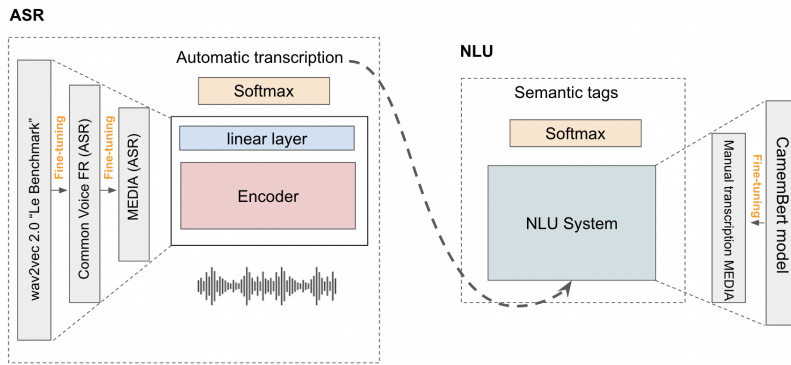 ASR
NLU
Automatic transcription
Softmax
linear layer
Encoder
wav2vec 2.0 “Le Benchmark”
Fine-tuning
Common Voice FR (ASR)
Fine-tuning
MEDIA (ASR)
Semantic tags
Softmax
NLU System
Manual transcription MEDIA
Fine-tuning
CamemBert model